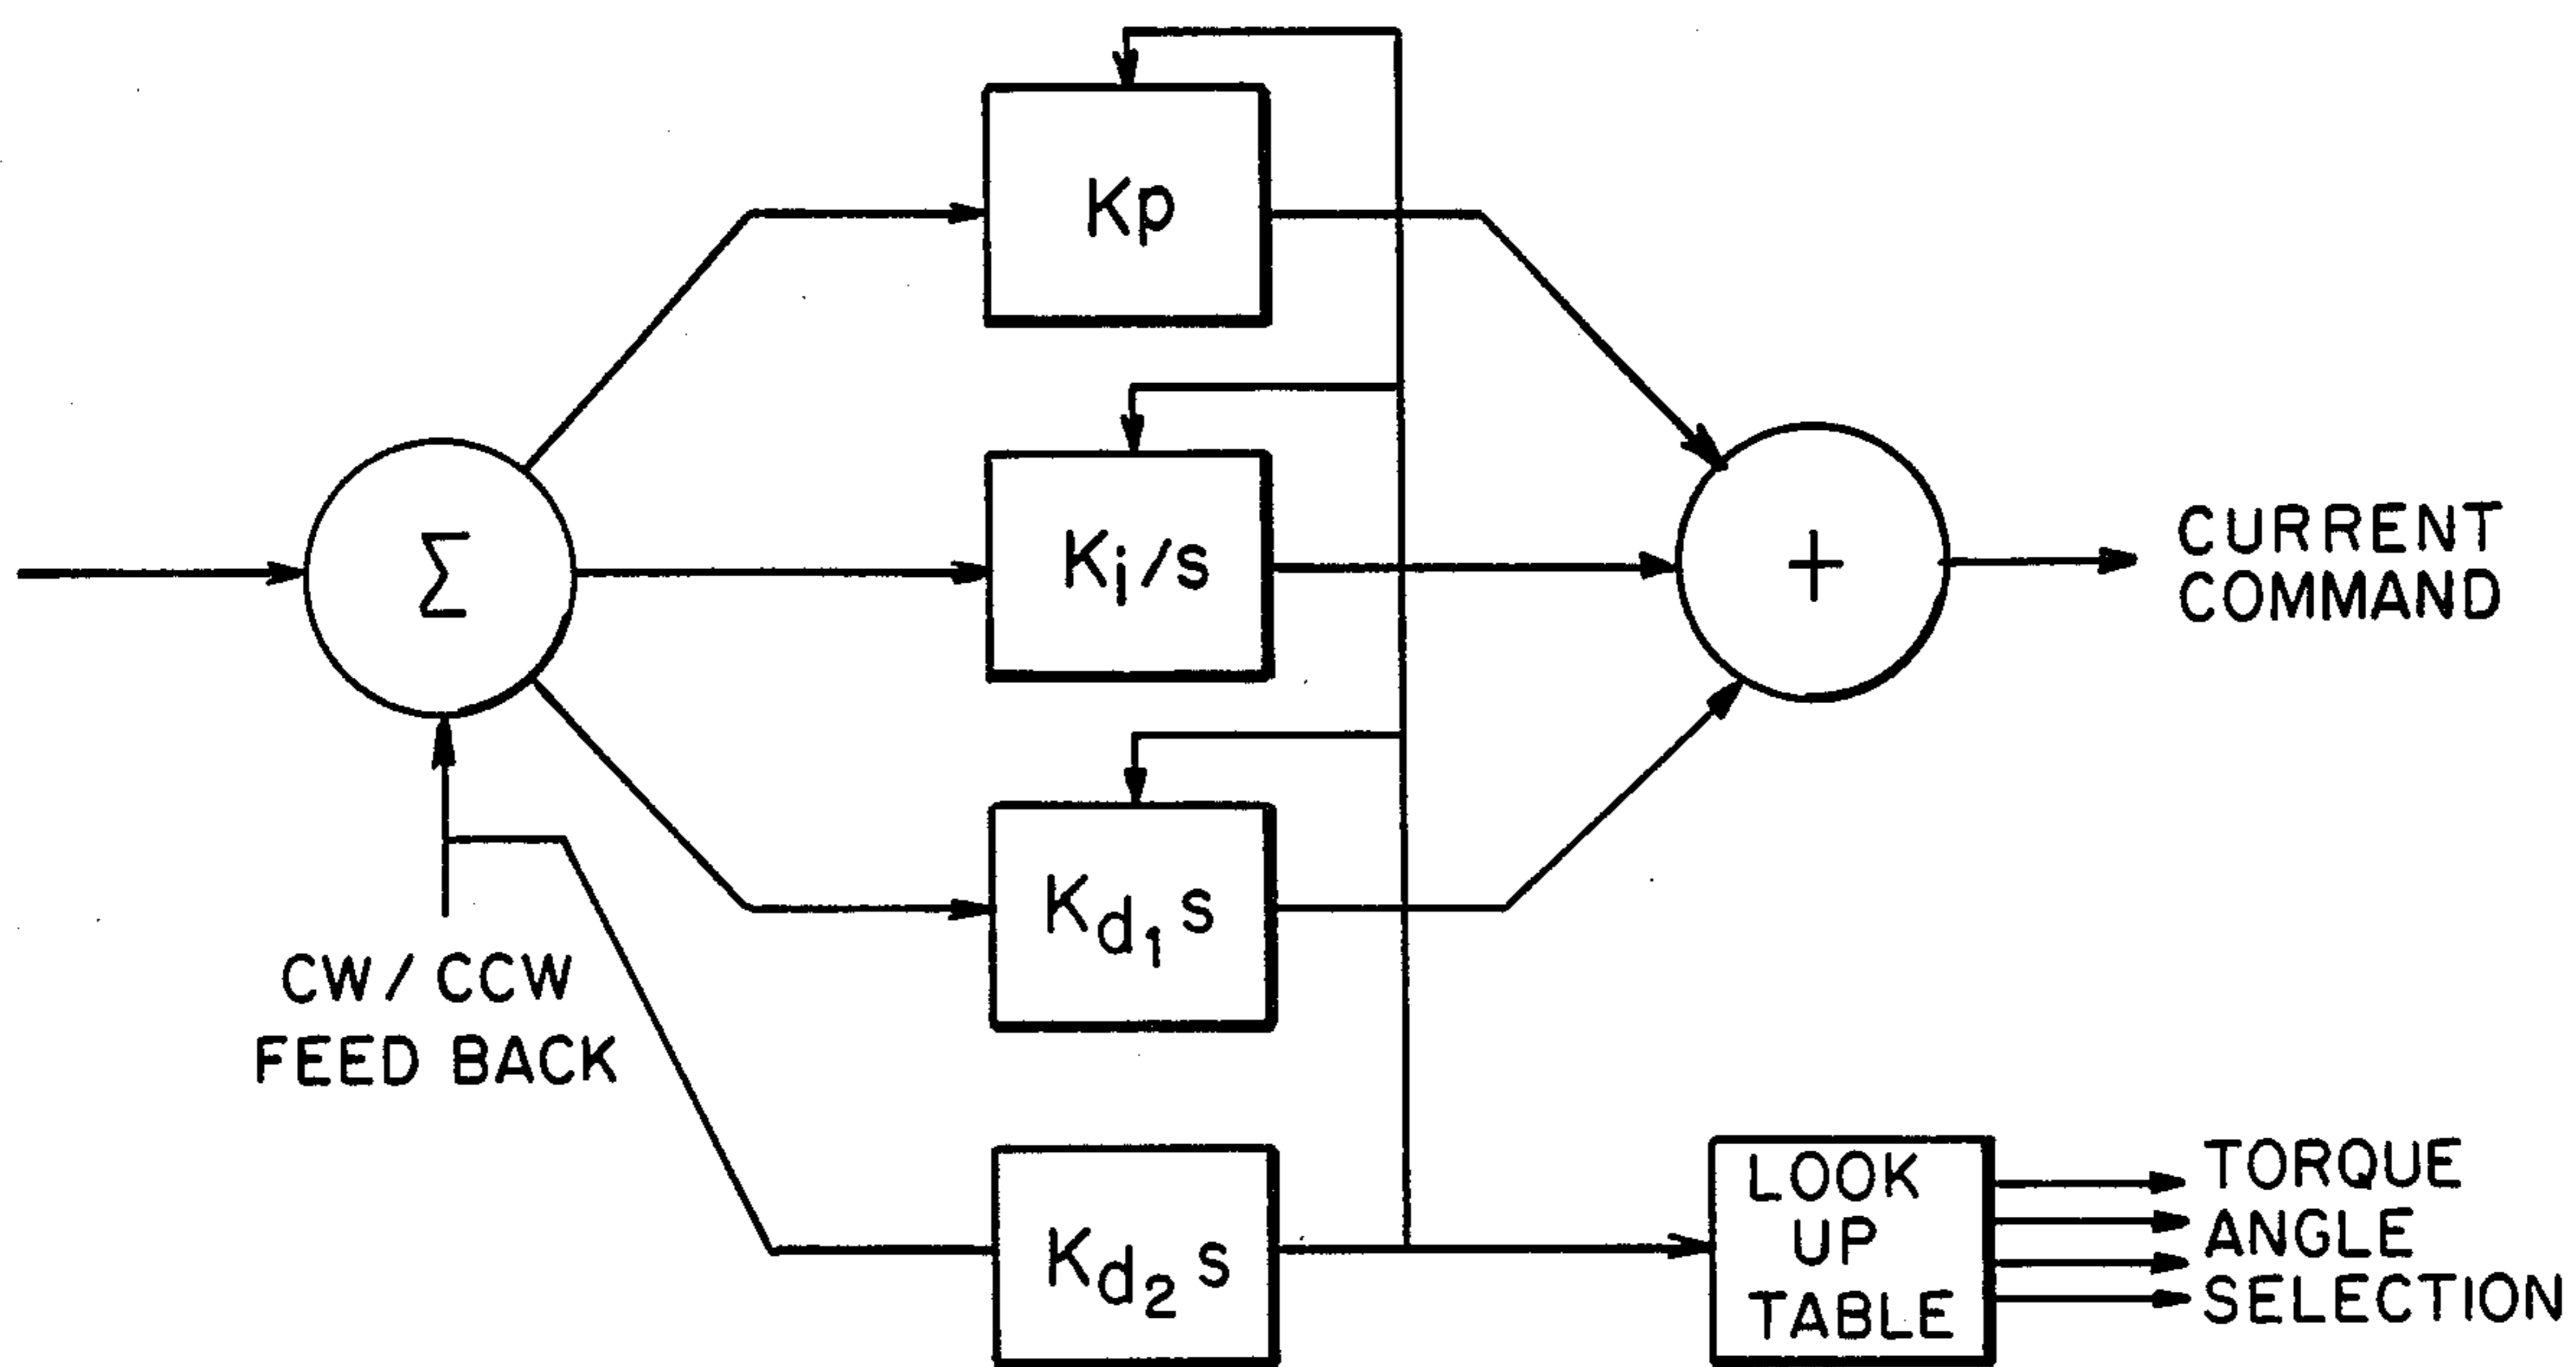 Kp
Σ
Ki/s
+
CURRENT
COMMAND
Kd1 s
CW/CCW
FEED BACK
Kd2 s
LOOK
UP
TABLE
TORQUE
ANGLE
SELECTION